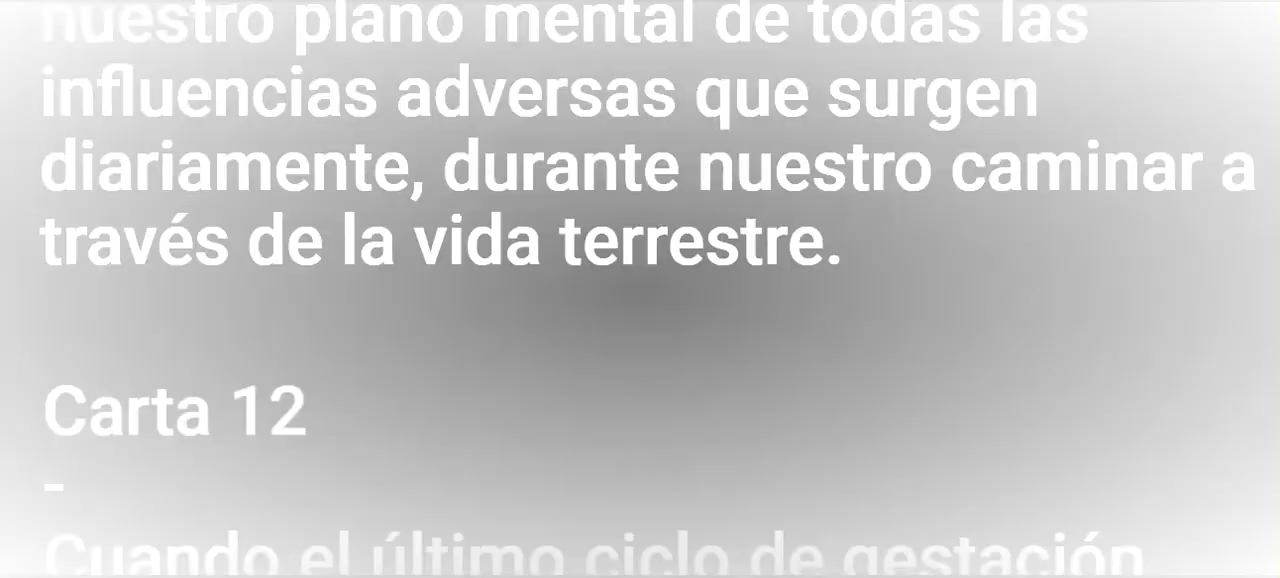 nuestro plano mental de todas las
influencias adversas que surgen
diariamente, durante nuestro caminar a
través de la vida terrestre.
Carta 12
-
Cuando el último ciclo de gestación